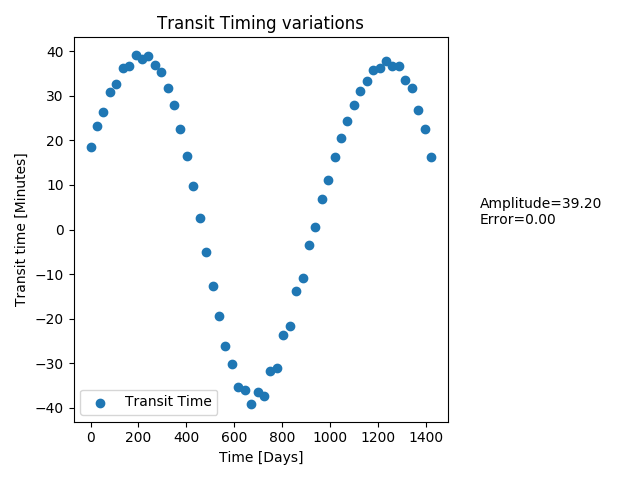 Transit Timing variations
Transit time [Minutes]
40
30
20
10
0
−10
−20
−30
−40
Transit Time
0
200
400
600
800
1000
1200
1400
Time [Days]
Amplitude=39.20
Error=0.00